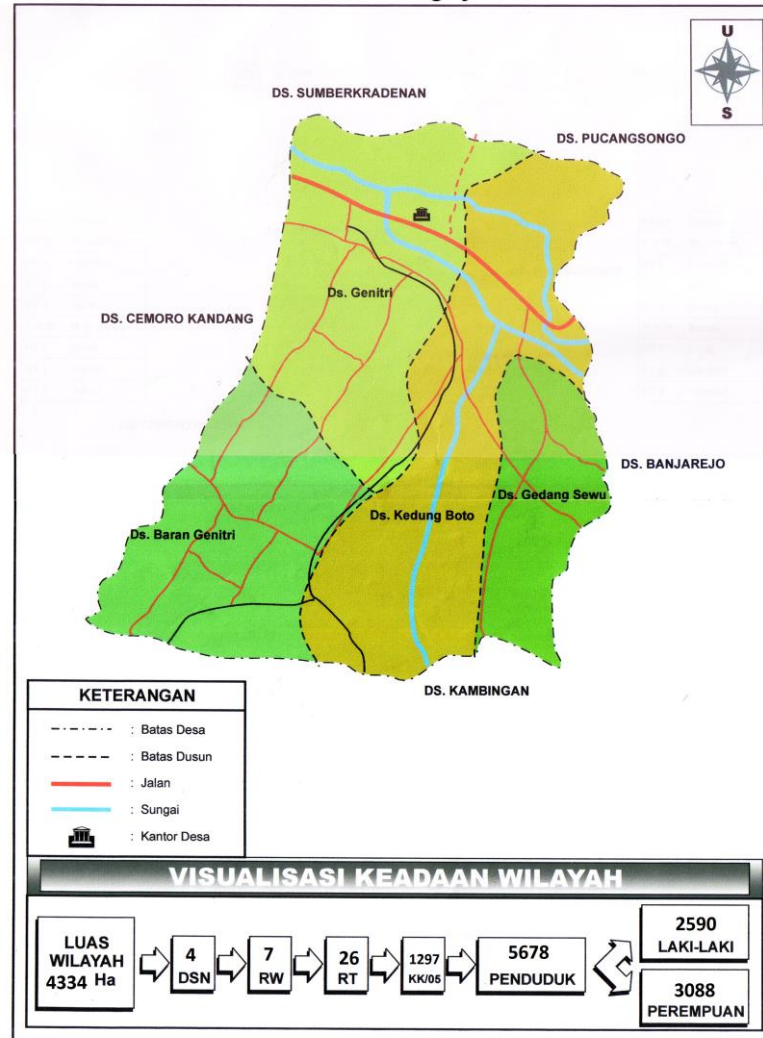 U
S
DS. SUMBERKRADENAN
DS. PUCANGSONGO
Ds. Genitri
DS. CEMORO KANDANG
DS. BANJAREJO
Ds. Gedang Sewu
Ds. Kedung Boto
Ds. Baran Genitri
DS. KAMBINGAN
KETERANGAN
: Batas Desa
: Batas Dusun
: Jalan
: Sungai
: Kantor Desa
VISUALISASI KEADAAN WILAYAH
LUAS
WILAYAH
4334 Ha
4
DSN
7
RW
26
RT
1297
KK/05
5678
PENDUDUK
2590
LAKI-LAKI
3088
PEREMPUAN